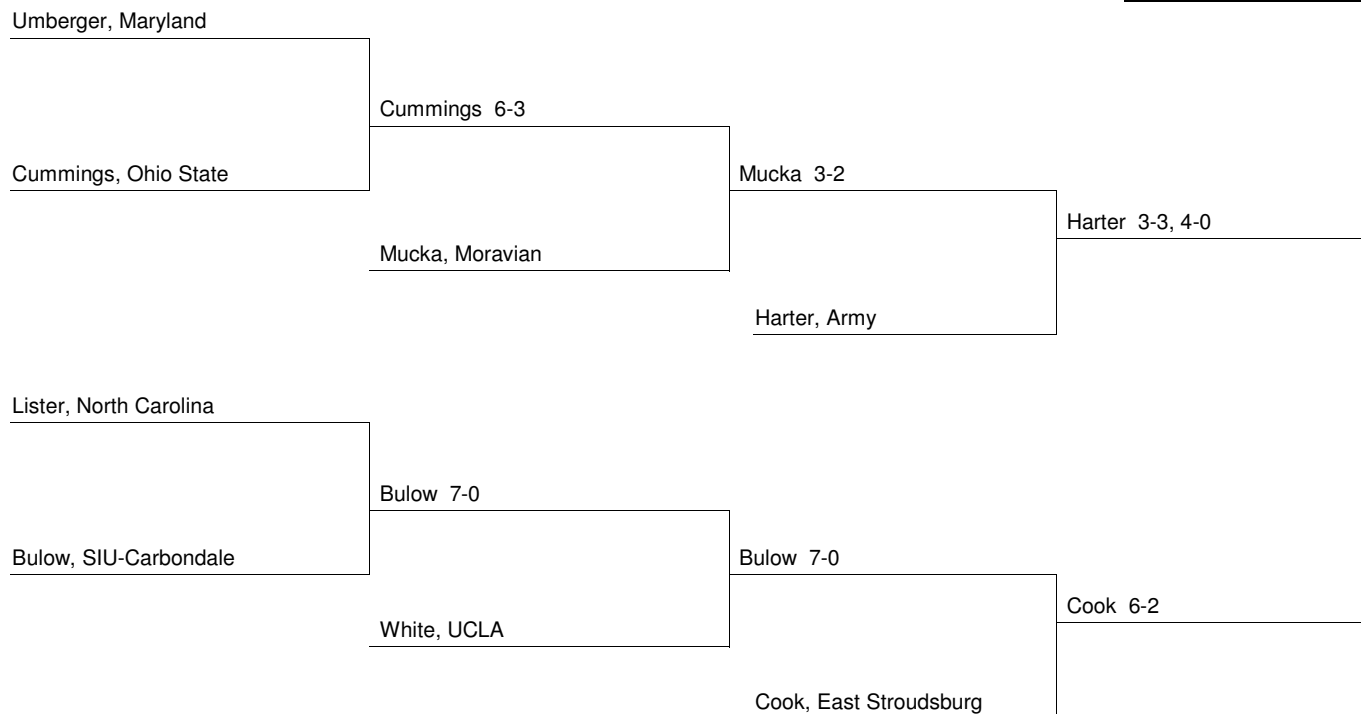 Umberger, Maryland
Cummings 6-3
Cummings, Ohio State
Mucka 3-2
Harter 3-3, 4-0
Mucka, Moravian
Harter, Army
Lister, North Carolina
Bulow 7-0
Bulow, SIU-Carbondale
Bulow 7-0
Cook 6-2
White, UCLA
Cook, East Stroudsburg